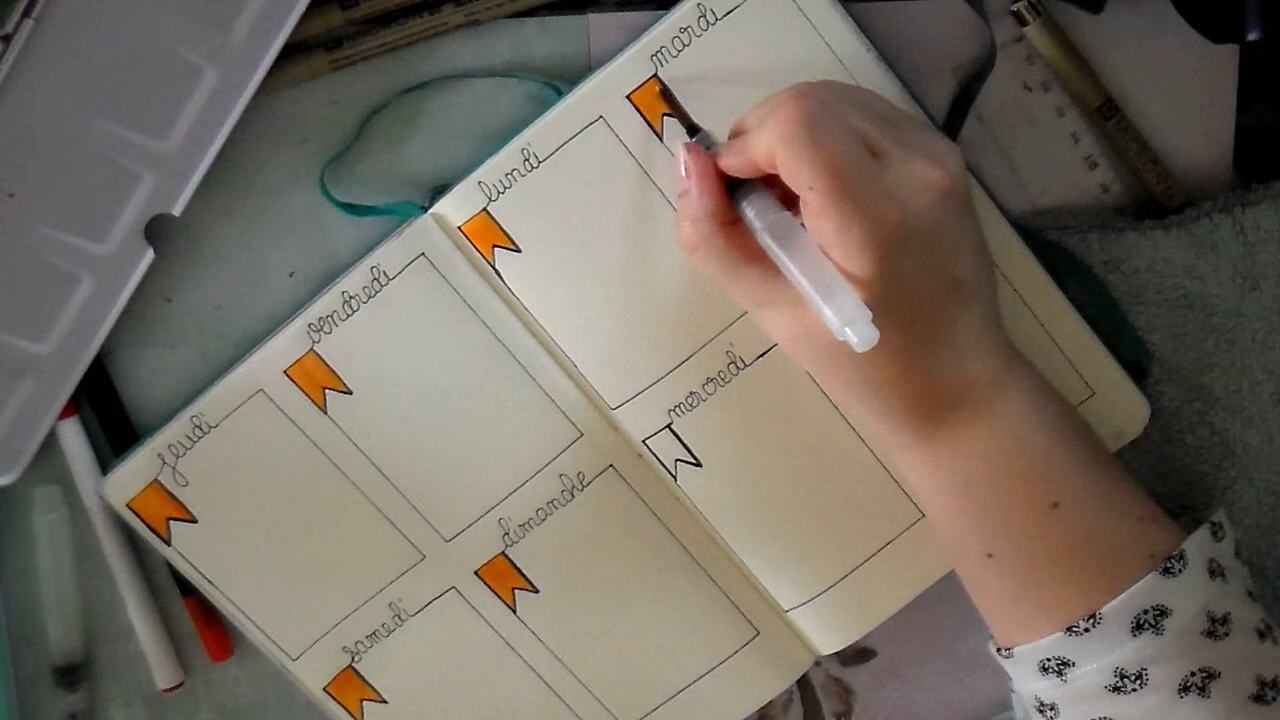 mardi
lundi
vendredi
mercredi
jeudi
dimanche
samedi